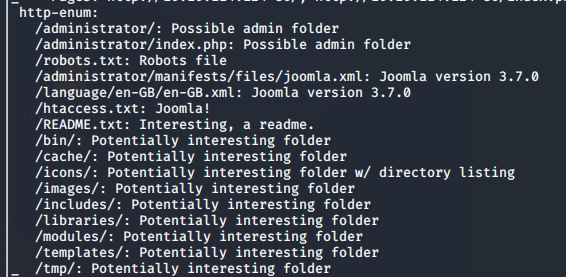 http-enum:
/administrator/: Possible admin folder
/administrator/index.php: Possible admin folder
/robots.txt: Robots file
/administrator/manifests/files/joomla.xml: Joomla version 3.7.0
/language/en-GB/en-GB.xml: Joomla version 3.7.0
/htaccess.txt: Joomla!
/README.txt: Interesting, a readme.
/bin/: Potentially interesting folder
/cache/: Potentially interesting folder
/icons/: Potentially interesting folder w/ directory listing
/images/: Potentially interesting folder
/includes/: Potentially interesting folder
/libraries/: Potentially interesting folder
/modules/: Potentially interesting folder
/templates/: Potentially interesting folder
/tmp/: Potentially interesting folder